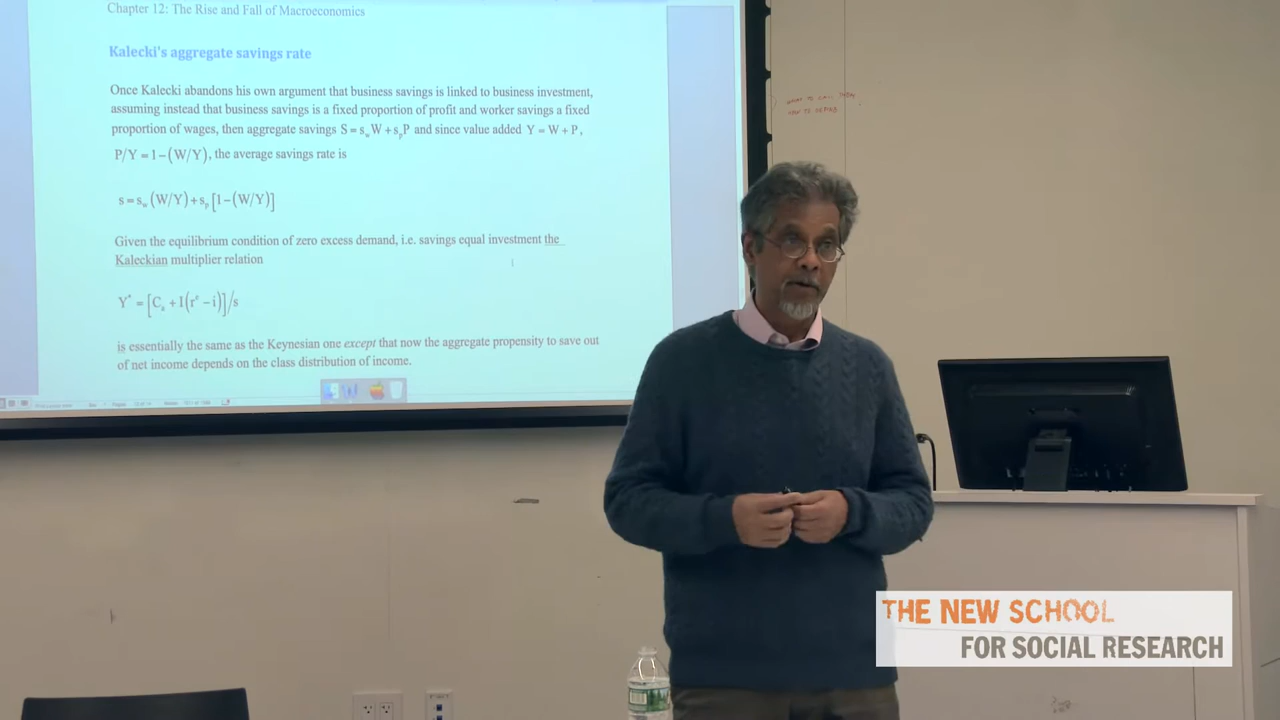 Chapter 12: The Rise and Fall of Macroeconomics
Kalecki's aggregate savings rate
Once Kalecki abandons his own argument that business savings is linked to business investment,
assuming instead that business savings is a fixed proportion of profit and worker savings a fixed
proportion of wages, then aggregate savings S = s_w W + s_p P and since value added Y = W + P ,
P/Y = 1 − (W/Y), the average savings rate is
s = s_w (W/Y) + s_p [1 − (W/Y)]
Given the equilibrium condition of zero excess demand, i.e. savings equal investment the
Kaleckian multiplier relation
Y* = [C_a + I(r^e − i)]/s
is essentially the same as the Keynesian one except that now the aggregate propensity to save out
of net income depends on the class distribution of income.
THE NEW SCHOOL
FOR SOCIAL RESEARCH